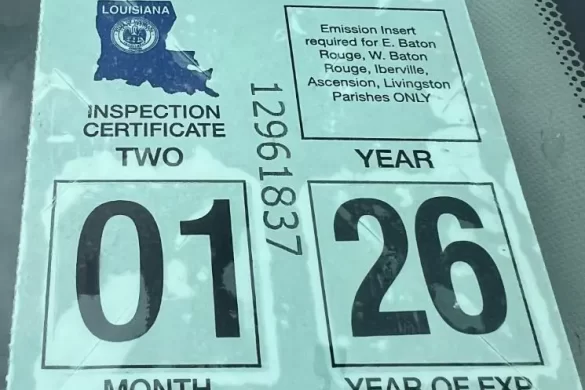 LOUISIANA
INSPECTION
CERTIFICATE
TWO YEAR
Emission Insert
required for E. Baton
Rouge, W. Baton
Rouge, Iberville,
Ascension, Livingston
Parishes ONLY
12961837
01
MONTH
26
YEAR OF EXP